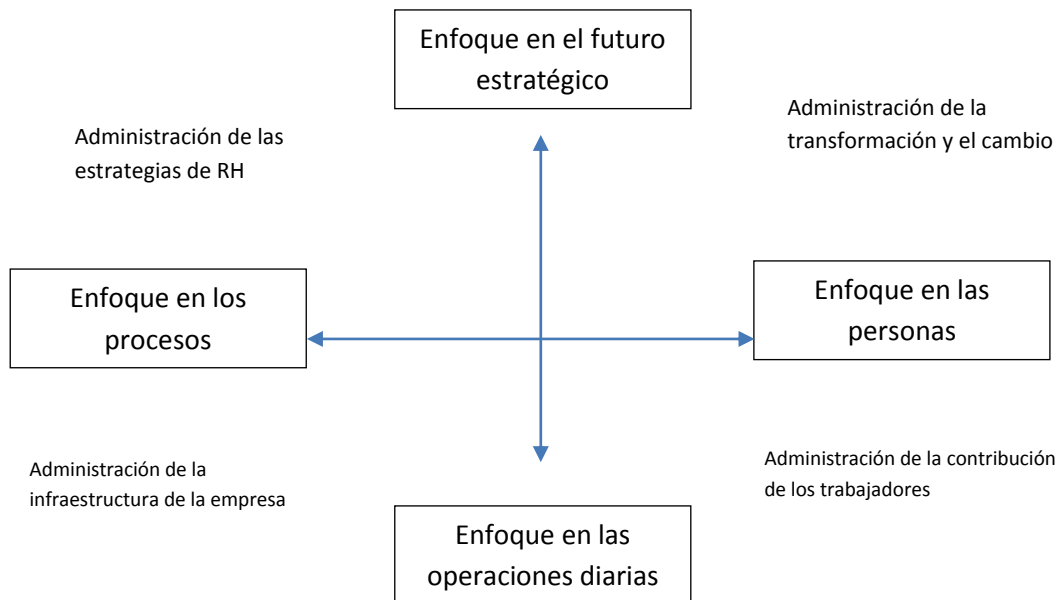 Enfoque en el futuro
estratégico
Administración de las
estrategias de RH
Administración de la
transformación y el cambio
Enfoque en los
procesos
Enfoque en las
personas
Administración de la
infraestructura de la empresa
Administración de la contribución
de los trabajadores
Enfoque en las
operaciones diarias